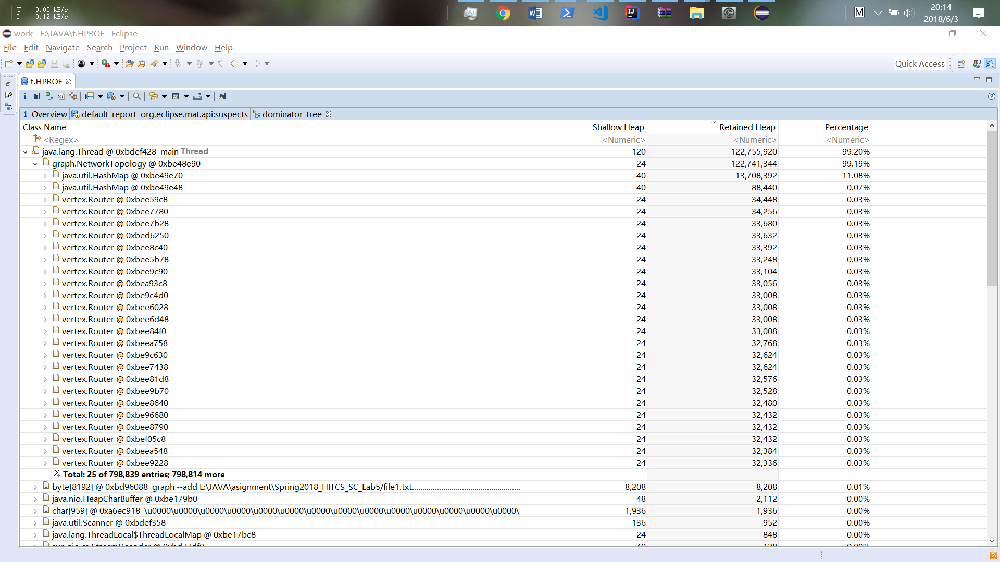 U: 0.00 kB/s
D: 0.12 kB/s
M
20:14
2018/6/3
work - E:\JAVA\t.HPROF - Eclipse
File Edit Navigate Search Project Run Window Help
Quick Access
t.HPROF
Overview default_report org.eclipse.mat.api:suspects dominator_tree
Class Name Shallow Heap Retained Heap Percentage
<Regex> <Numeric> <Numeric> <Numeric>
java.lang.Thread @ 0xbdef428 main Thread 120 122,755,920 99.20%
graph.NetworkTopology @ 0xbe48e90 24 122,741,344 99.19%
java.util.HashMap @ 0xbe49e70 40 13,708,392 11.08%
java.util.HashMap @ 0xbe49e48 40 88,440 0.07%
vertex.Router @ 0xbee59c8 24 34,448 0.03%
vertex.Router @ 0xbee7780 24 34,256 0.03%
vertex.Router @ 0xbee7b28 24 33,680 0.03%
vertex.Router @ 0xbed6250 24 33,632 0.03%
vertex.Router @ 0xbee8c40 24 33,392 0.03%
vertex.Router @ 0xbee5b78 24 33,248 0.03%
vertex.Router @ 0xbee9c90 24 33,104 0.03%
vertex.Router @ 0xbea93c8 24 33,056 0.03%
vertex.Router @ 0xbe9c4d0 24 33,008 0.03%
vertex.Router @ 0xbee6028 24 33,008 0.03%
vertex.Router @ 0xbee6d48 24 33,008 0.03%
vertex.Router @ 0xbee84f0 24 33,008 0.03%
vertex.Router @ 0xbeea758 24 32,768 0.03%
vertex.Router @ 0xbe9c630 24 32,624 0.03%
vertex.Router @ 0xbee7438 24 32,624 0.03%
vertex.Router @ 0xbee81d8 24 32,576 0.03%
vertex.Router @ 0xbee9b70 24 32,528 0.03%
vertex.Router @ 0xbee8640 24 32,480 0.03%
vertex.Router @ 0xbe96680 24 32,432 0.03%
vertex.Router @ 0xbee8790 24 32,432 0.03%
vertex.Router @ 0xbef05c8 24 32,432 0.03%
vertex.Router @ 0xbeea548 24 32,384 0.03%
vertex.Router @ 0xbee9228 24 32,336 0.03%
Total: 25 of 798,839 entries; 798,814 more
byte[8192] @ 0xbd96088 graph --add E:\JAVA\asignment\Spring2018_HITCS_SC_Lab5/file1.txt................................................ 8,208 8,208 0.01%
java.nio.HeapCharBuffer @ 0xbe179b0 48 2,112 0.00%
char[959] @ 0xa6ec918 \u0000\u0000\u0000\u0000\u0000\u0000\u0000\u0000\u0000\u0000\u0000\u0000\u0000\u0000\ 1,936 1,936 0.00%
java.util.Scanner @ 0xbdef358 136 952 0.00%
java.lang.ThreadLocal$ThreadLocalMap @ 0xbe17bc8 24 848 0.00%
sun.nio.cs.StreamDecoder @ 0xbd77df0 40 128 0.00%